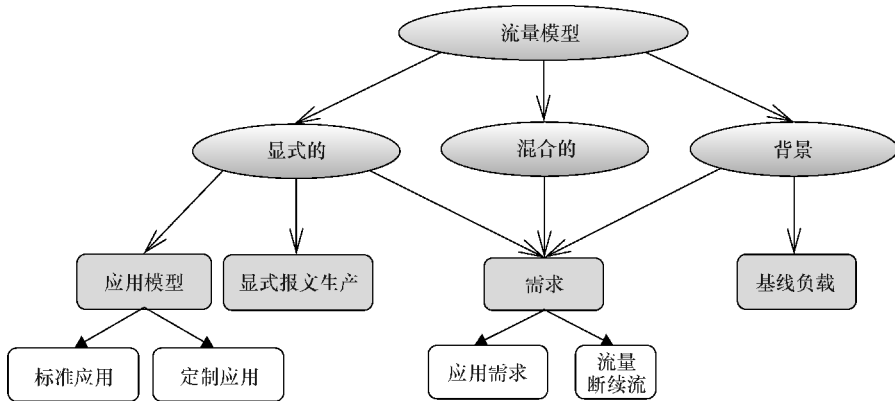 流量模型
显式的
混合的
背景
应用模型
显式报文生产
需求
基线负载
标准应用
定制应用
应用需求
流量
断续流